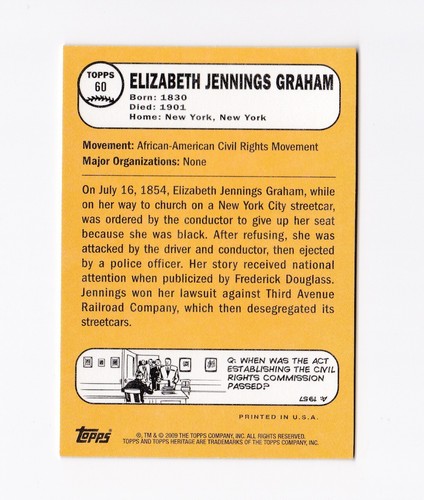 TOPPS
60
ELIZABETH JENNINGS GRAHAM
Born: 1830
Died: 1901
Home: New York, New York
Movement: African-American Civil Rights Movement
Major Organizations: None
On July 16, 1854, Elizabeth Jennings Graham, while
on her way to church on a New York City streetcar,
was ordered by the conductor to give up her seat
because she was black. After refusing, she was
attacked by the driver and conductor, then ejected
by a police officer. Her story received national
attention when publicized by Frederick Douglass.
Jennings won her lawsuit against Third Avenue
Railroad Company, which then desegregated its
streetcars.
Q: WHEN WAS THE ACT
ESTABLISHING THE CIVIL
RIGHTS COMMISSION
PASSED?
A: 1957
PRINTED IN U.S.A.
Topps
®, TM & © 2009 THE TOPPS COMPANY, INC. ALL RIGHTS RESERVED.
TOPPS AND TOPPS HERITAGE ARE TRADEMARKS OF THE TOPPS COMPANY, INC.